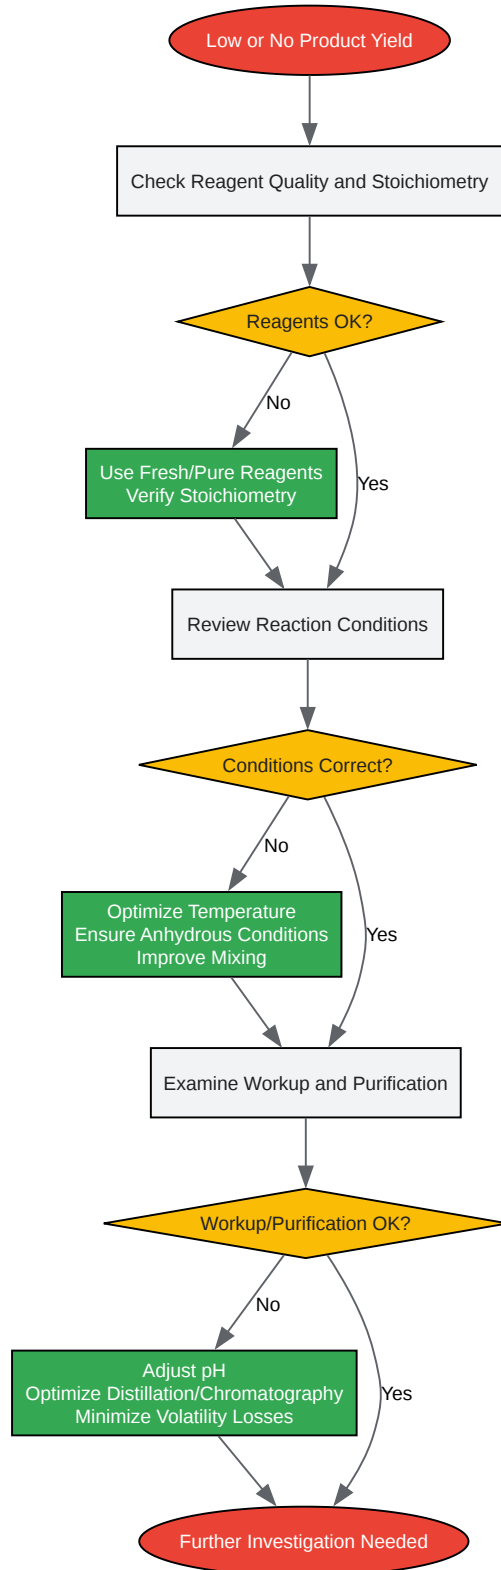 Low or No Product Yield
Check Reagent Quality and Stoichiometry
Reagents OK?
No
Use Fresh/Pure Reagents
Verify Stoichiometry
Yes
Review Reaction Conditions
Conditions Correct?
No
Optimize Temperature
Ensure Anhydrous Conditions
Improve Mixing
Yes
Examine Workup and Purification
Workup/Purification OK?
No
Adjust pH
Optimize Distillation/Chromatography
Minimize Volatility Losses
Yes
Further Investigation Needed